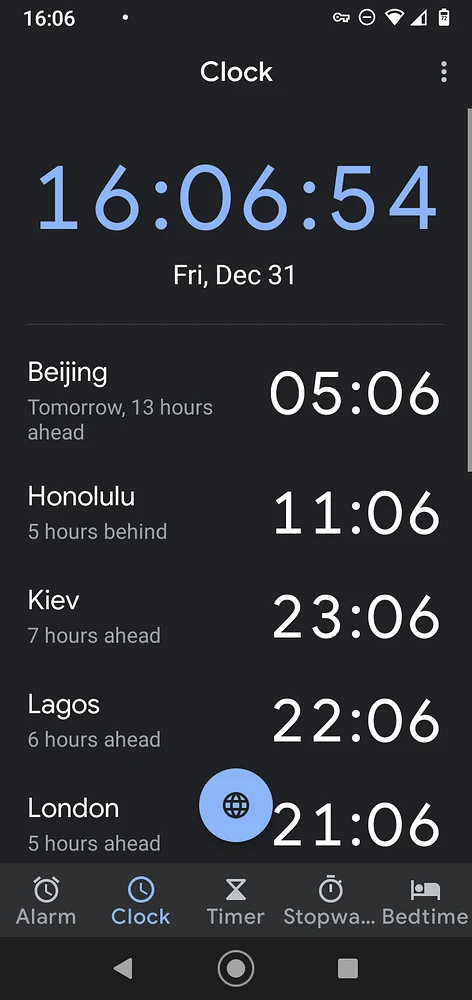 16:06
72
Clock
16:06:54
Fri, Dec 31
Beijing
Tomorrow, 13 hours
ahead
05:06
Honolulu
5 hours behind
11:06
Kiev
7 hours ahead
23:06
Lagos
6 hours ahead
22:06
London
5 hours ahead
21:06
Alarm
Clock
Timer
Stopwa...
Bedtime